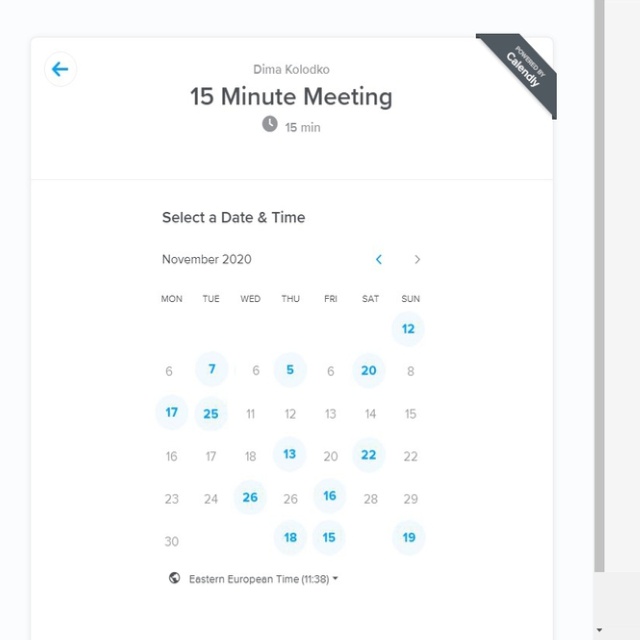 Dima Kolodko
POWERED BY
Calendly
15 Minute Meeting
15 min
Select a Date & Time
November 2020
MON TUE WED THU FRI SAT SUN
12
6 7 6 5 6 20 8
17 25 11 12 13 14 15
16 17 18 13 20 22 22
23 24 26 26 16 28 29
30 18 15 19
Eastern European Time (11:38)